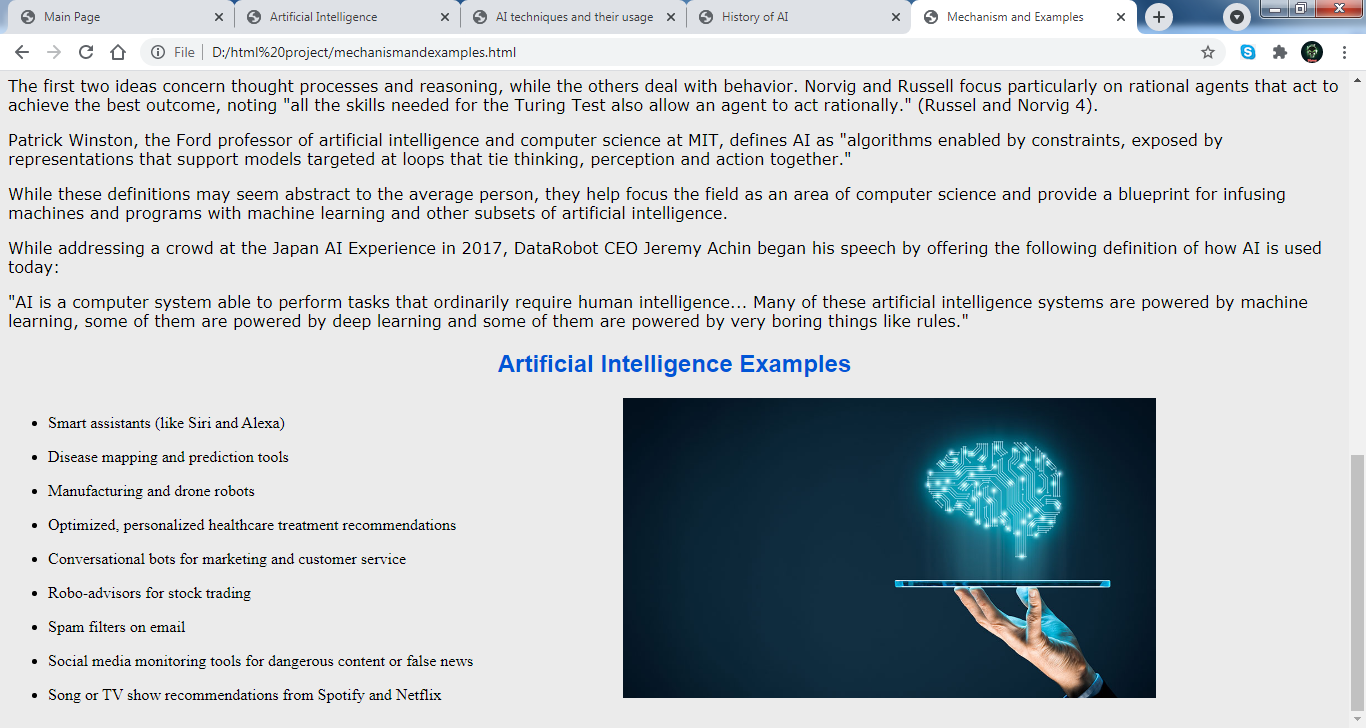 Main Page
Artificial Intelligence
AI techniques and their usage
History of AI
Mechanism and Examples
File
D:/html%20project/mechanismandexamples.html
The first two ideas concern thought processes and reasoning, while the others deal with behavior. Norvig and Russell focus particularly on rational agents that act to
achieve the best outcome, noting "all the skills needed for the Turing Test also allow an agent to act rationally." (Russel and Norvig 4).
Patrick Winston, the Ford professor of artificial intelligence and computer science at MIT, defines AI as "algorithms enabled by constraints, exposed by
representations that support models targeted at loops that tie thinking, perception and action together."
While these definitions may seem abstract to the average person, they help focus the field as an area of computer science and provide a blueprint for infusing
machines and programs with machine learning and other subsets of artificial intelligence.
While addressing a crowd at the Japan AI Experience in 2017, DataRobot CEO Jeremy Achin began his speech by offering the following definition of how AI is used
today:
"AI is a computer system able to perform tasks that ordinarily require human intelligence... Many of these artificial intelligence systems are powered by machine
learning, some of them are powered by deep learning and some of them are powered by very boring things like rules."
Artificial Intelligence Examples
• Smart assistants (like Siri and Alexa)
• Disease mapping and prediction tools
• Manufacturing and drone robots
• Optimized, personalized healthcare treatment recommendations
• Conversational bots for marketing and customer service
• Robo-advisors for stock trading
• Spam filters on email
• Social media monitoring tools for dangerous content or false news
• Song or TV show recommendations from Spotify and Netflix